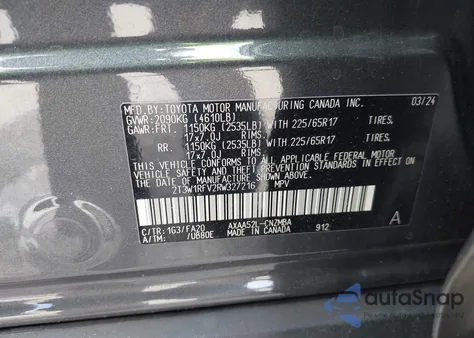 MFD.BY:TOYOTA MOTOR MANUFACTURING CANADA INC. 03/24
GVWR:2090KG (4610LB)
GAWR:FRT. 1150KG (2535LB)WITH 225/65R17 TIRES,
17x7.0J RIMS.
RR. 1150KG (2535LB)WITH 225/65R17 TIRES,
17x7.0J RIMS.
THIS VEHICLE CONFORMS TO ALL APPLICABLE FEDERAL MOTOR
VEHICLE SAFETY AND BUMPER STANDARDS IN EFFECT ON THE
DATE OF MANUFACTURE SHOWN ABOVE.
2T3W1RFV2RW327216 MPV
C/TR:1G3/FA20 AXAA52L-CNZMBA A
A/TM: /UB80E MADE IN CANADA 912
autoSnap